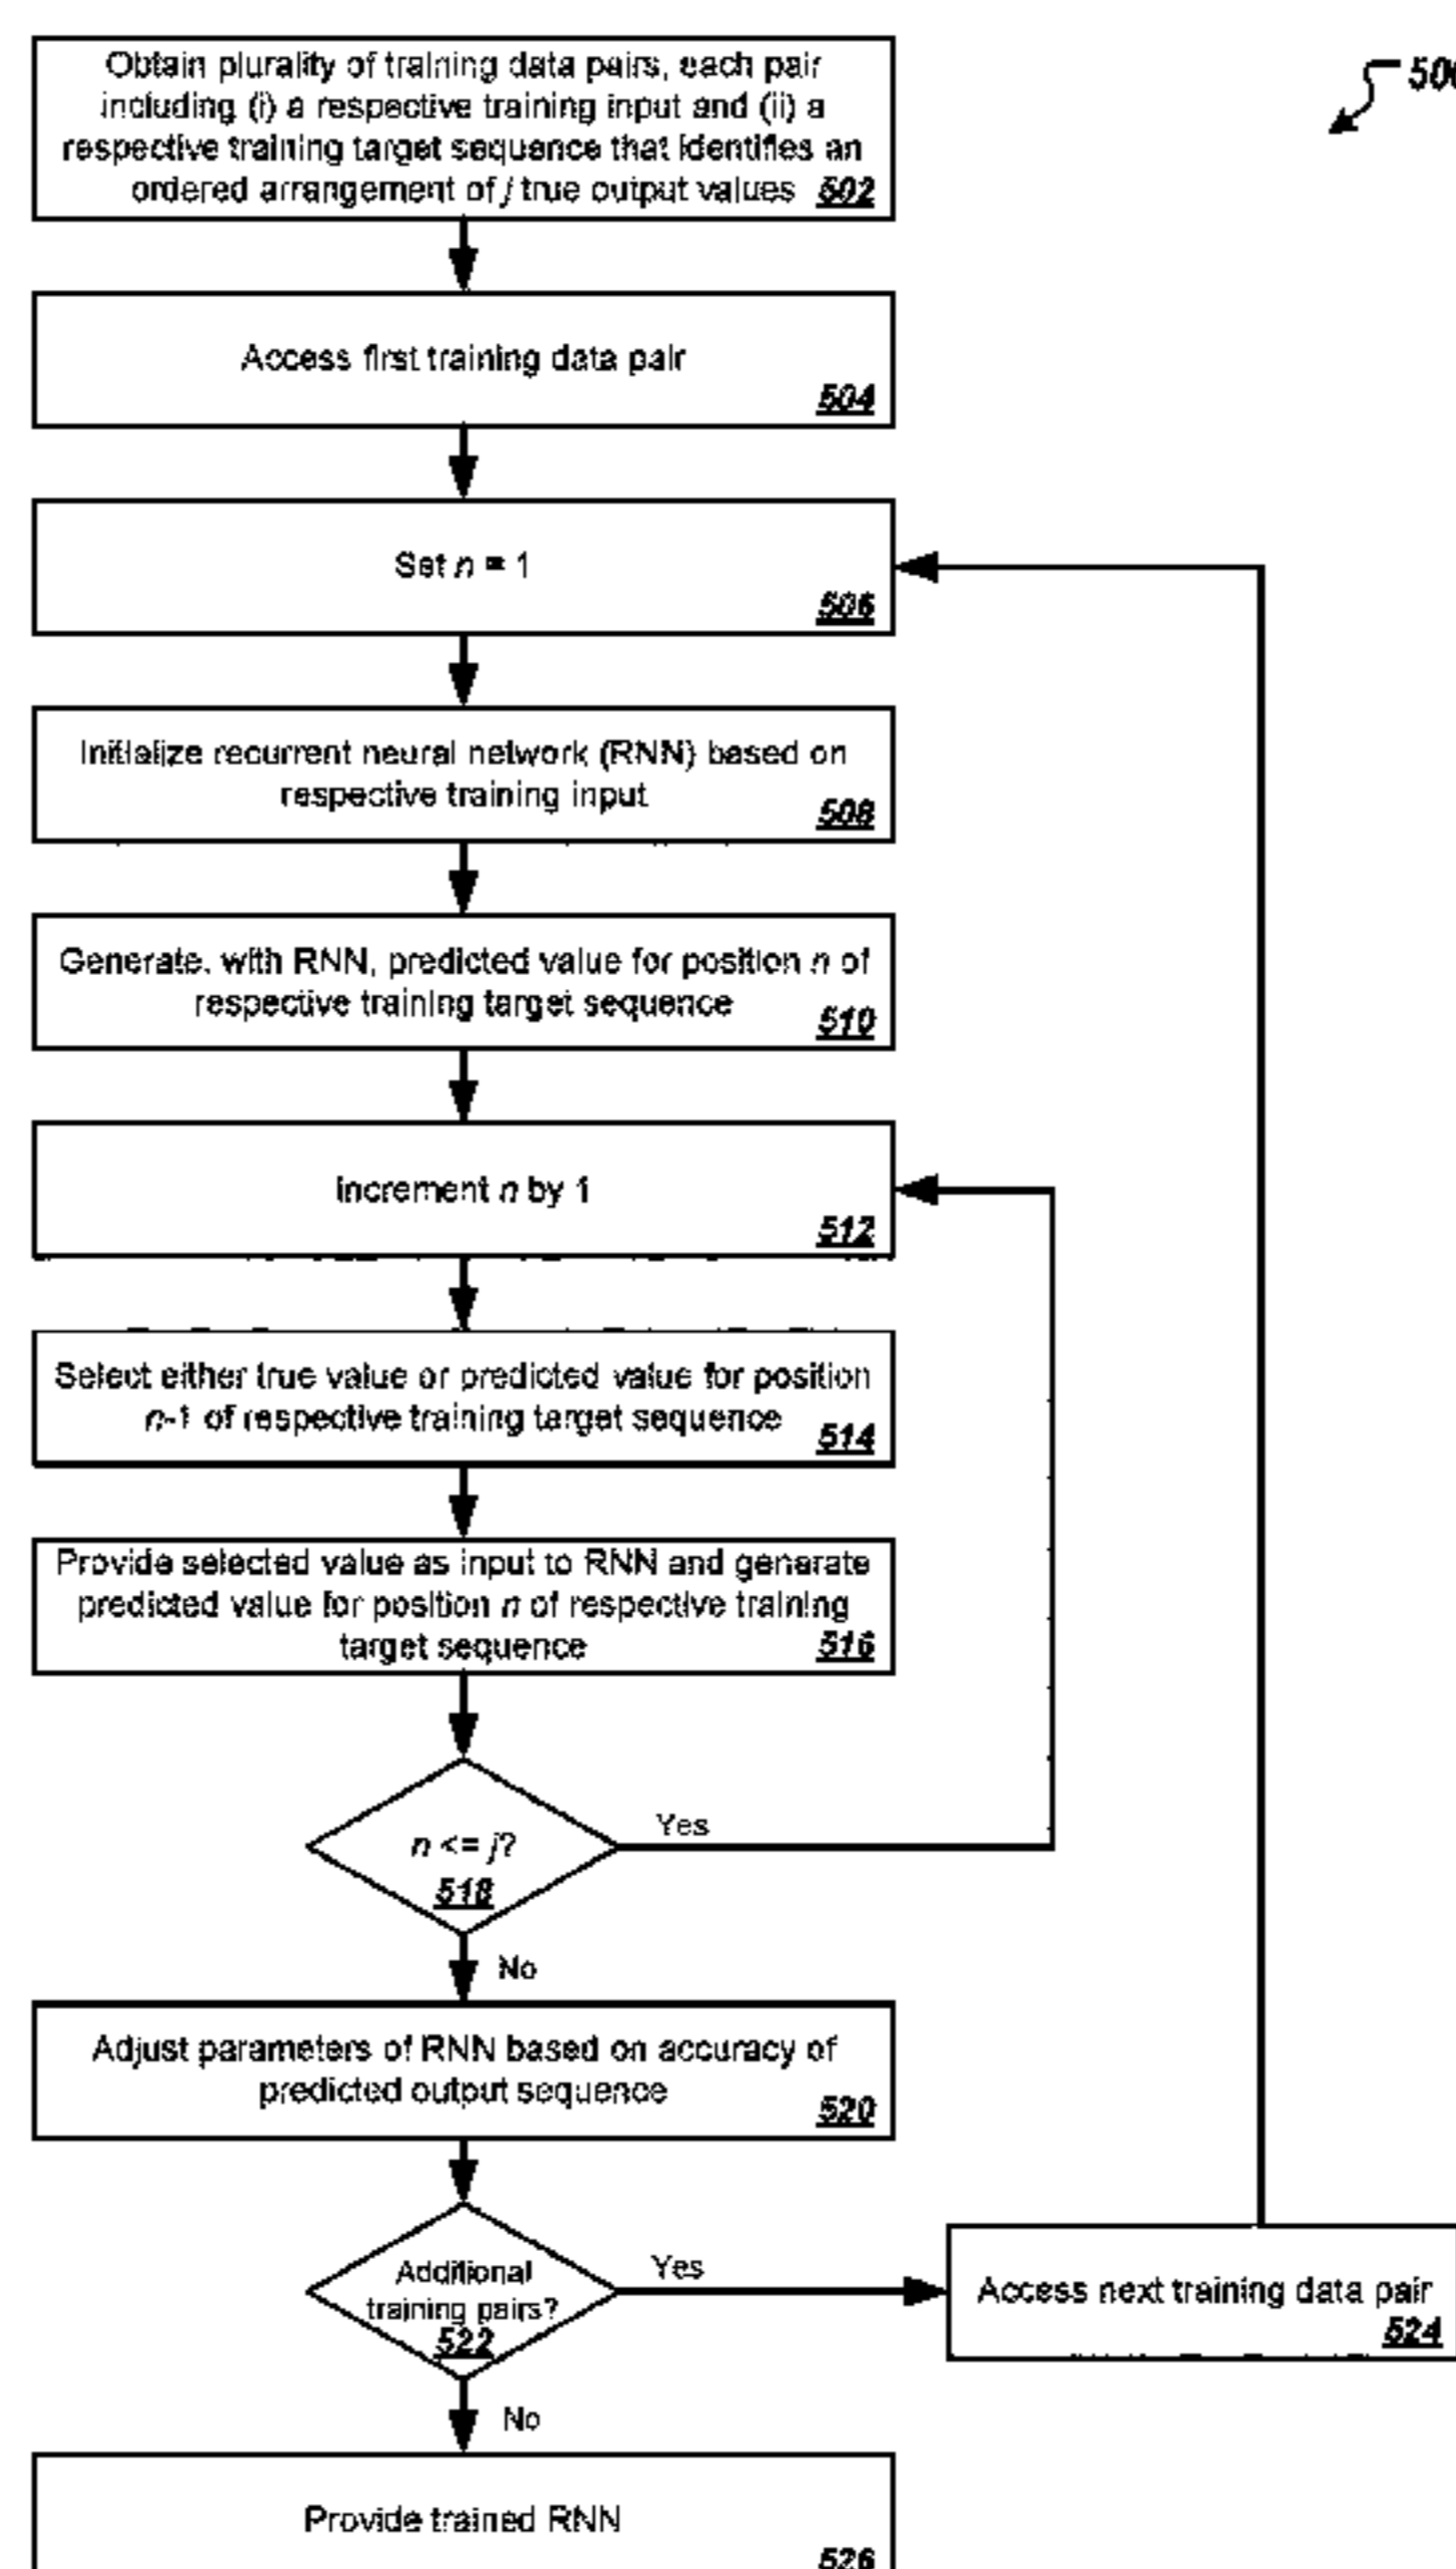 500
Obtain plurality of training data pairs, each pair
including (i) a respective training input and (ii) a
respective training target sequence that identifies an
ordered arrangement of j true output values 502
Access first training data pair
504
Set n = 1
506
Initialize recurrent neural network (RNN) based on
respective training input
508
Generate, with RNN, predicted value for position n of
respective training target sequence
510
Increment n by 1
512
Select either true value or predicted value for position
n-1 of respective training target sequence
514
Provide selected value as input to RNN and generate
predicted value for position n of respective training
target sequence
516
n <= j?
518
Yes
No
Adjust parameters of RNN based on accuracy of
predicted output sequence
520
Additional
training pairs?
522
Yes
Access next training data pair
524
No
Provide trained RNN
526